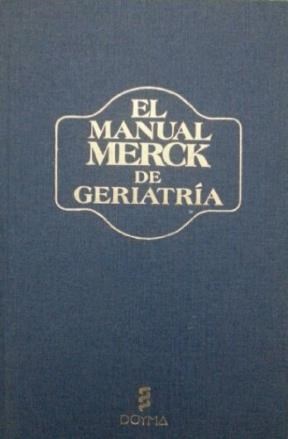 EL
MANUAL
MERCK
DE
GERIATRÍA
DOYMA